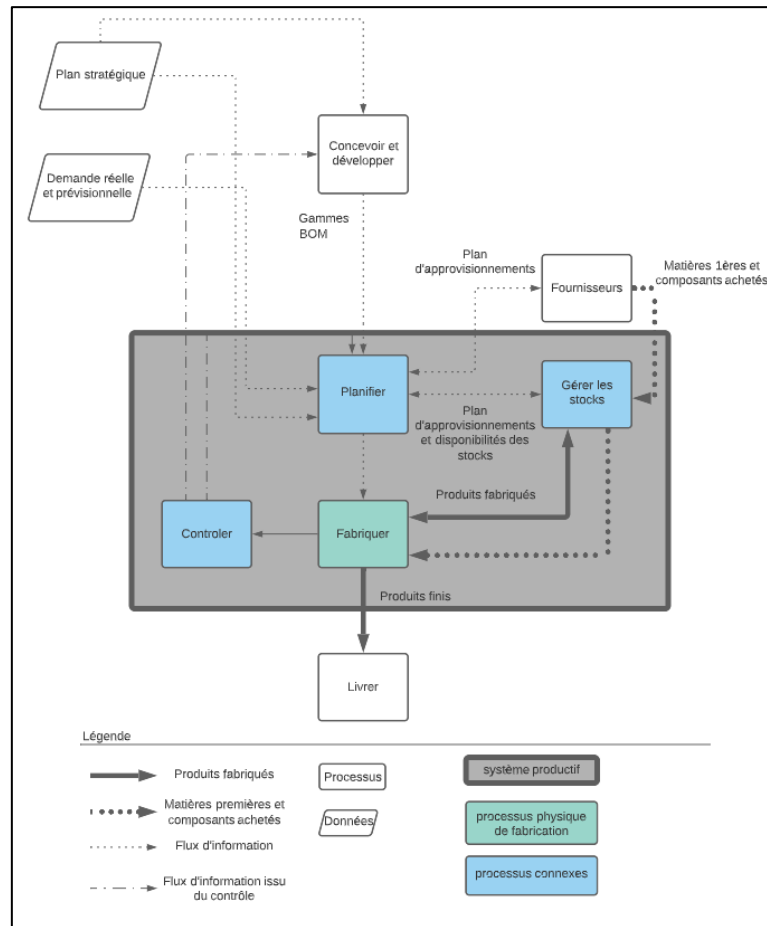 Plan stratégique
Concevoir et
développer
Demande réelle
et prévisionnelle
Gammes
BOM
Plan
d'approvisionnements
Fournisseurs
Matières 1ères et
composants achetés
Planifier
Gérer les
stocks
Plan
d'approvisionnements
et disponibilités des
stocks
Produits fabriqués
Controler
Fabriquer
Produits finis
Livrer
Légende
Produits fabriqués
Processus
système productif
Matières premières et
composants achetés
Données
processus physique
de fabrication
Flux d'information
Flux d'information issu
du contrôle
processus connexes